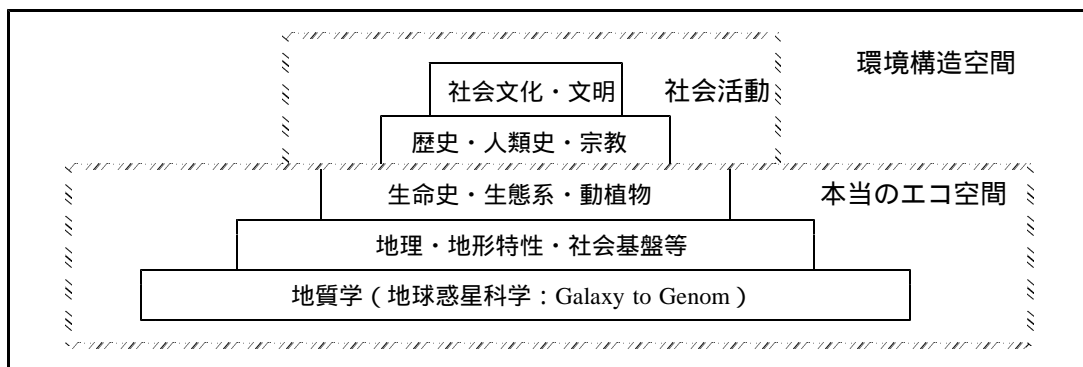 環境構造空間
社会文化・文明
社会活動
歴史・人類史・宗教
生命史・生態系・動植物
本当のエコ空間
地理・地形特性・社会基盤等
地質学(地球惑星科学:Galaxy to Genom)